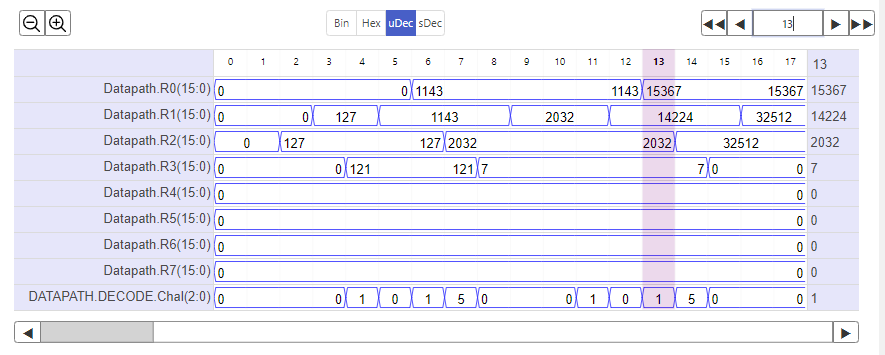 Bin Hex uDec sDec 13
0 1 2 3 4 5 6 7 8 9 10 11 12 13 14 15 16 17 13
Datapath.R0(15:0) 0 0 1143 1143 15367 15367 15367
Datapath.R1(15:0) 0 0 127 1143 2032 14224 32512 14224
Datapath.R2(15:0) 0 127 127 2032 2032 32512 2032
Datapath.R3(15:0) 0 0 121 121 7 7 0 0 7
Datapath.R4(15:0) 0 0 0
Datapath.R5(15:0) 0 0 0
Datapath.R6(15:0) 0 0 0
Datapath.R7(15:0) 0 0 0
DATAPATH.DECODE.Chal(2:0) 0 0 1 0 1 5 0 0 1 0 1 5 0 0 1